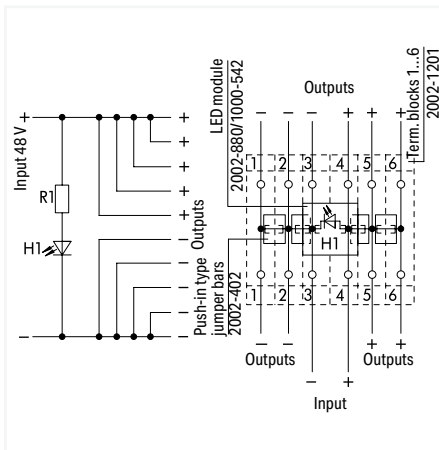 Input 48 V
+
+
+
+
+
R1
H1
Outputs
−
−
−
−
−
Push-in type
jumper bars
2002-402
LED module
2002-880/1000-542
Term. blocks 1...6
2002-1201
Outputs
− − − + + +
1 2 3 4 5 6
H1
1 2 3 4 5 6
− − + +
Outputs Outputs
− +
Input